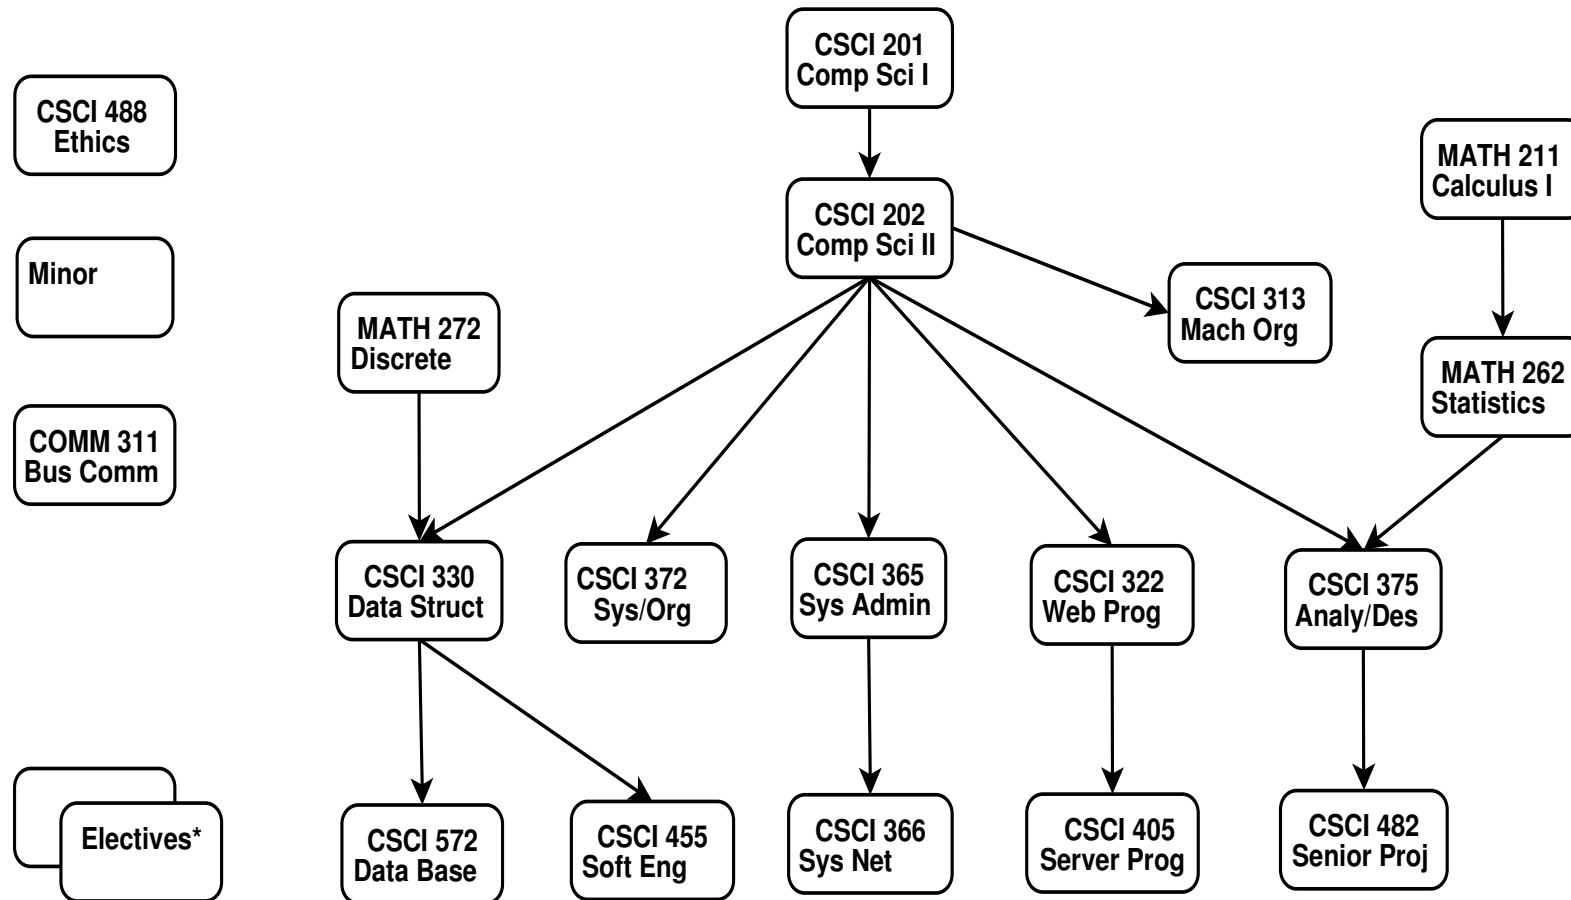 CSCI 201
Comp Sci I
CSCI 488
Ethics
MATH 211
Calculus I
CSCI 202
Comp Sci II
Minor
CSCI 313
Mach Org
MATH 272
Discrete
MATH 262
Statistics
COMM 311
Bus Comm
CSCI 330
Data Struct
CSCI 372
Sys/Org
CSCI 365
Sys Admin
CSCI 322
Web Prog
CSCI 375
Analy/Des
Electives*
CSCI 572
Data Base
CSCI 455
Soft Eng
CSCI 366
Sys Net
CSCI 405
Server Prog
CSCI 482
Senior Proj